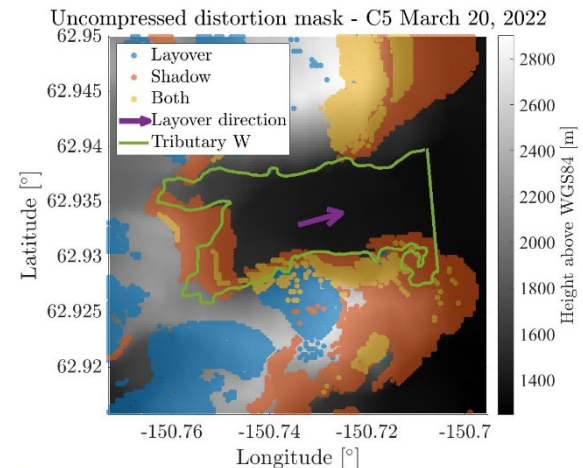 Uncompressed distortion mask - C5 March 20, 2022
Layover
Shadow
Both
Layover direction
Tributary W
62.95
62.945
62.94
62.935
62.93
62.925
62.92
Latitude [°]
-150.76
-150.74
-150.72
-150.7
Longitude [°]
2800
2600
2400
2200
2000
1800
1600
1400
Height above WGS84 [m]